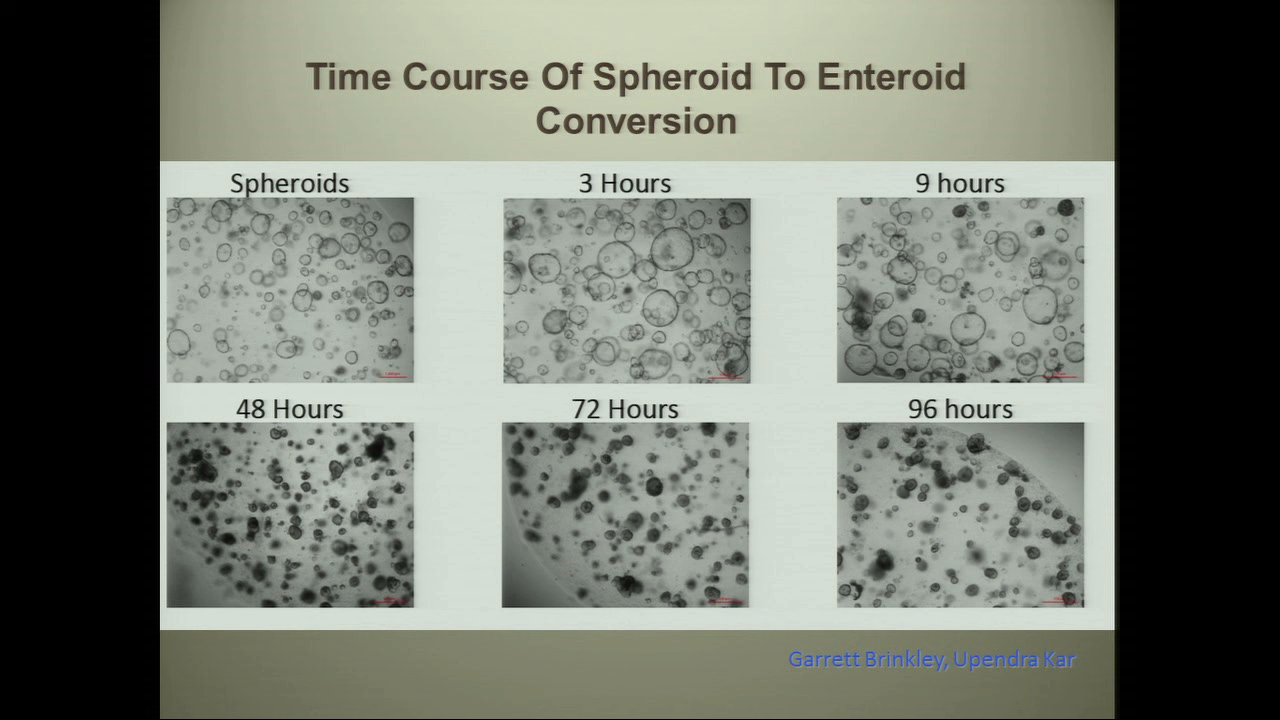 Time Course Of Spheroid To Enteroid
Conversion
Spheroids
3 Hours
9 hours
48 Hours
72 Hours
96 hours
Garrett Brinkley, Upendra Kar